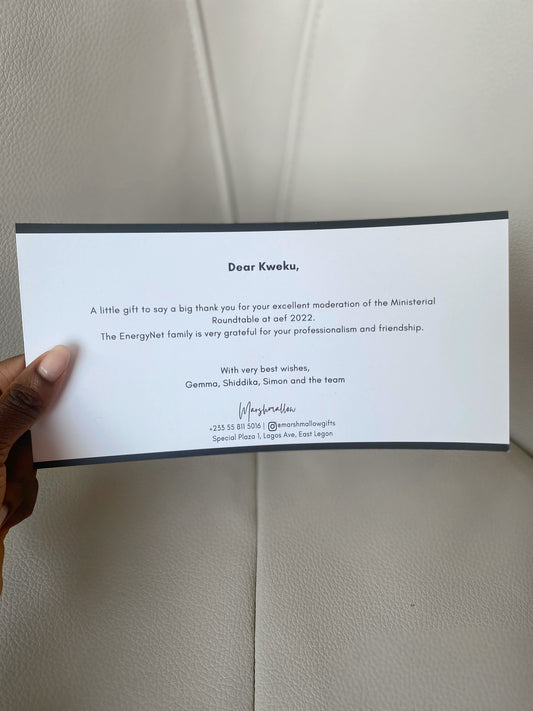 Dear Kweku,
A little gift to say a big thank you for your excellent moderation of the Ministerial
Roundtable at aef 2022.
The EnergyNet family is very grateful for your professionalism and friendship.
With very best wishes,
Gemma, Shiddika, Simon and the team
Marshmallow
+233 55 811 5016 | @marshmallowgifts
Special Plaza 1, Lagos Ave, East Legon